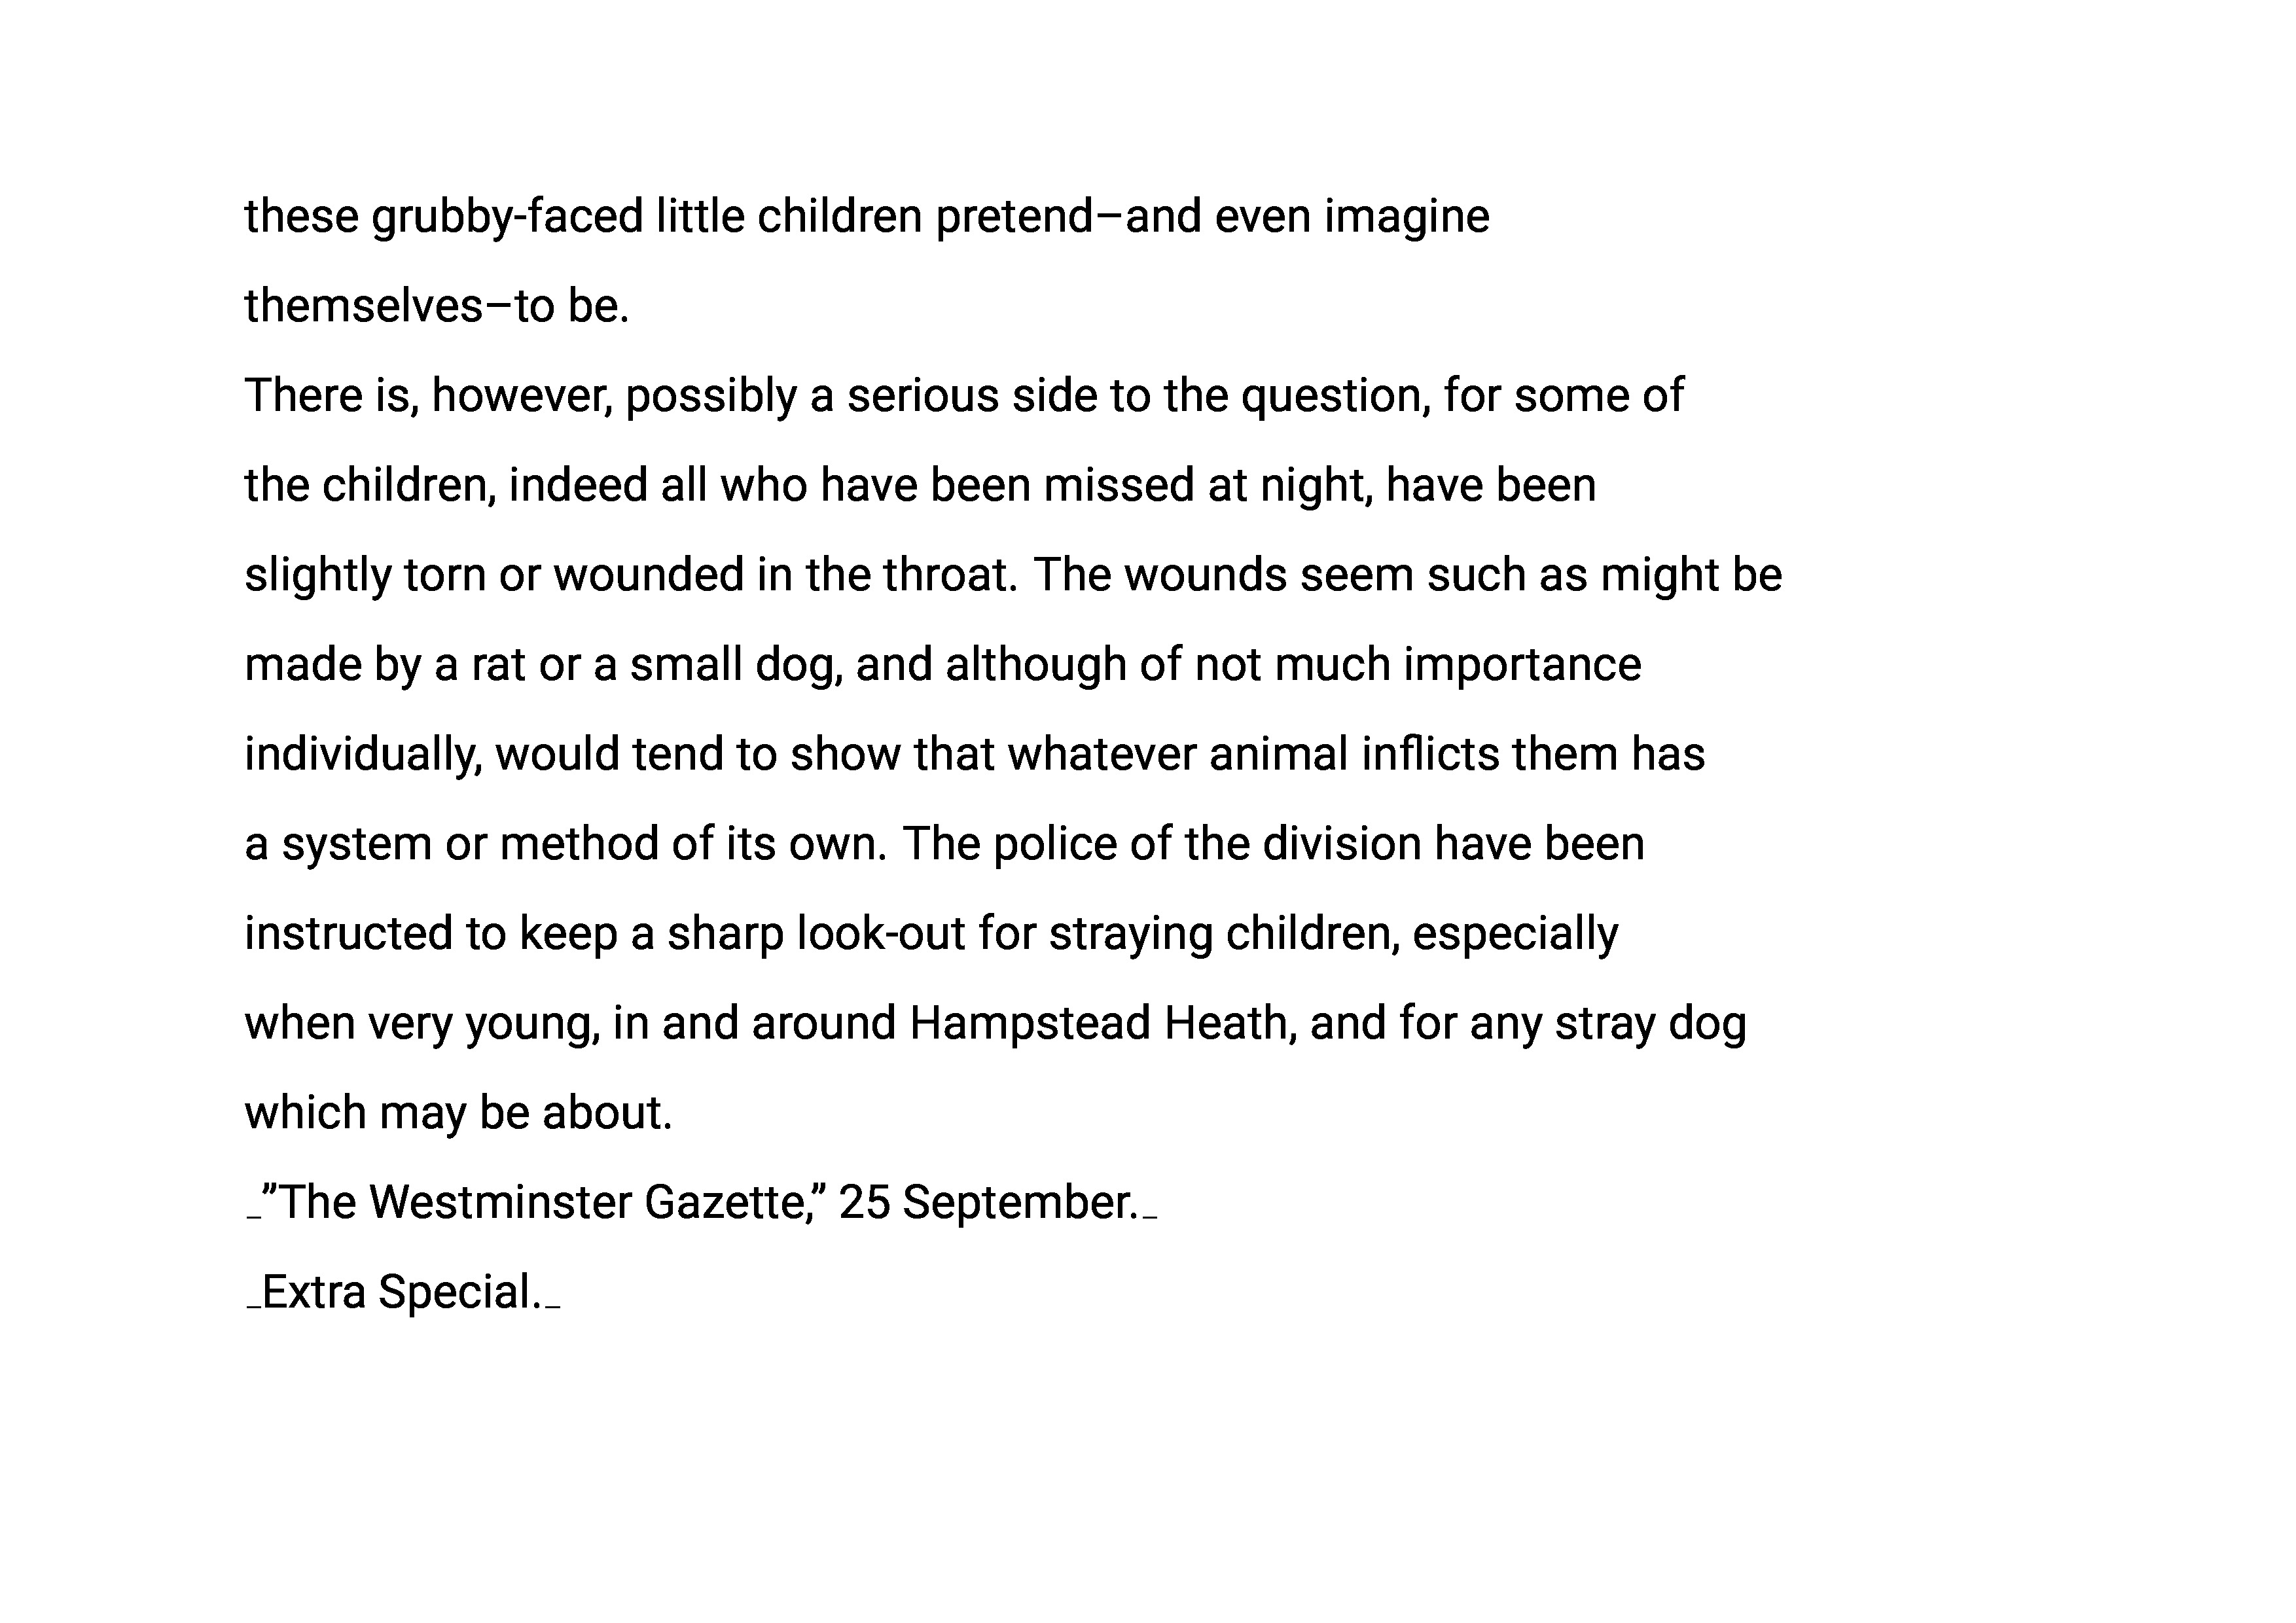 these grubby-faced little children pretend–and even imagine
themselves–to be.
There is, however, possibly a serious side to the question, for some of
the children, indeed all who have been missed at night, have been
slightly torn or wounded in the throat. The wounds seem such as might be
made by a rat or a small dog, and although of not much importance
individually, would tend to show that whatever animal inflicts them has
a system or method of its own. The police of the division have been
instructed to keep a sharp look-out for straying children, especially
when very young, in and around Hampstead Heath, and for any stray dog
which may be about.
_”The Westminster Gazette,” 25 September._
_Extra Special._